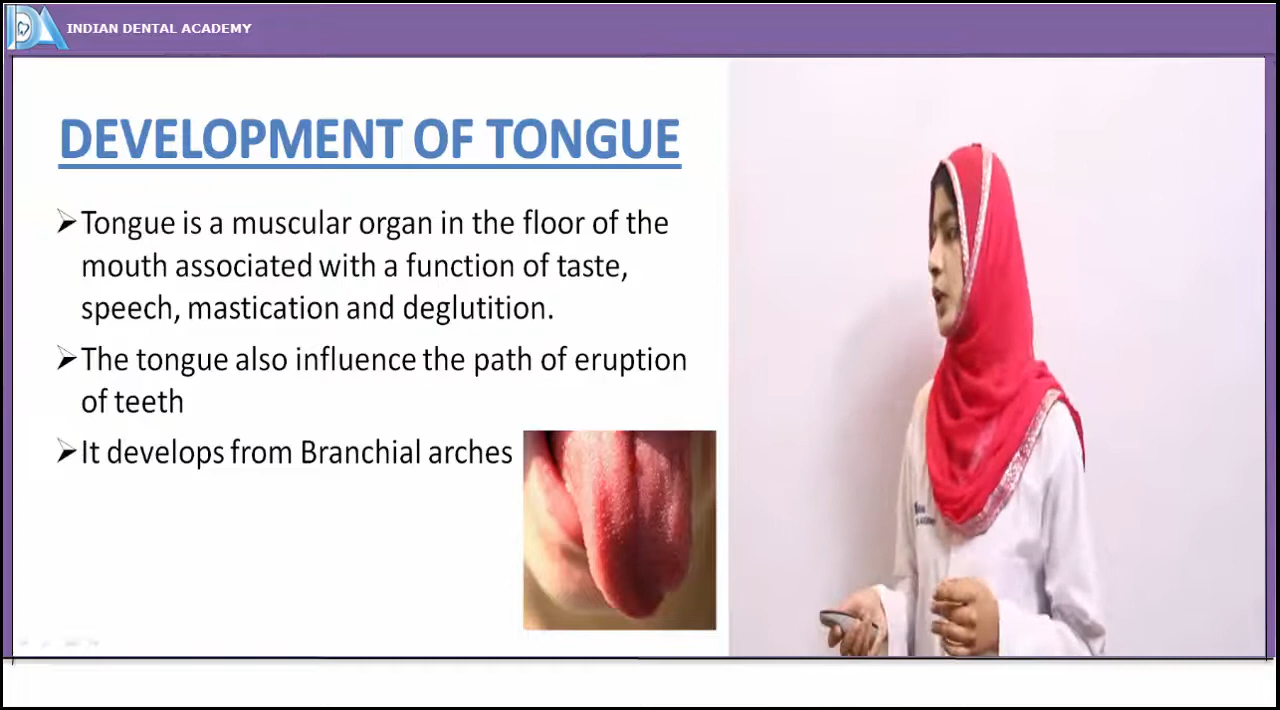 INDIAN DENTAL ACADEMY
DEVELOPMENT OF TONGUE
➢Tongue is a muscular organ in the floor of the
mouth associated with a function of taste,
speech, mastication and deglutition.
➢The tongue also influence the path of eruption
of teeth
➢It develops from Branchial arches